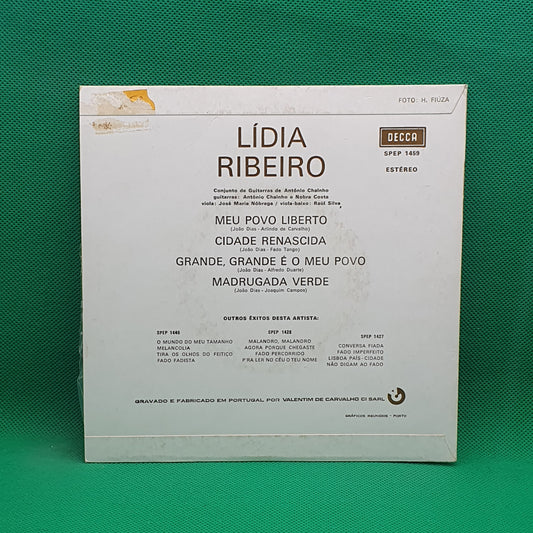 FOTO: H. FIÚZA
LÍDIA
RIBEIRO
DECCA
SPEP 1459
ESTÉREO
Conjunto de Guitarras de António Chaínho
guitarras: António Chaínho e Nobre Costa
viola: José Maria Nóbrega / viola-baixo: Raúl Silva
MEU POVO LIBERTO
(João Dias - Arlindo de Carvalho)
CIDADE RENASCIDA
(João Dias - Fado Tango)
GRANDE, GRANDE É O MEU POVO
(João Dias - Alfredo Duarte)
MADRUGADA VERDE
(João Dias - Joaquim Campos)
OUTROS ÊXITOS DESTA ARTISTA:
SPEP 1440
O MUNDO DO MEU TAMANHO
MELANCOLIA
TIRA OS OLHOS DO FEITIÇO
FADO FADISTA
SPEP 1428
MALANDRO, MALANDRO
AGORA PORQUE CHEGASTE
FADO PERCORRIDO
P'RA LER NO CÉU O TEU NOME
SPEP 1427
CONVERSA FIADA
FADO IMPERFEITO
LISBOA PAÍS - CIDADE
NÃO DIGAM AO FADO
GRAVADO E FABRICADO EM PORTUGAL, POR VALENTIM DE CARVALHO CI SARL
GRÁFICOS REUNIDOS - PORTO